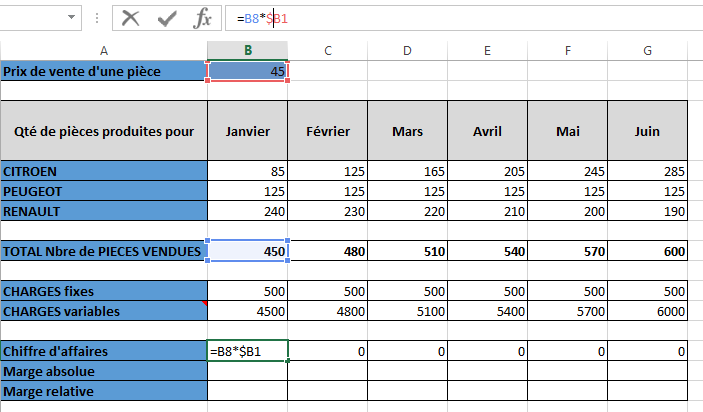 fx =B8*$B1
A B C D E F G
Prix de vente d'une pièce 45
Qté de pièces produites pour Janvier Février Mars Avril Mai Juin
CITROEN 85 125 165 205 245 285
PEUGEOT 125 125 125 125 125 125
RENAULT 240 230 220 210 200 190
TOTAL Nbre de PIECES VENDUES 450 480 510 540 570 600
CHARGES fixes 500 500 500 500 500 500
CHARGES variables 4500 4800 5100 5400 5700 6000
Chiffre d'affaires =B8*$B1 0 0 0 0 0
Marge absolue
Marge relative